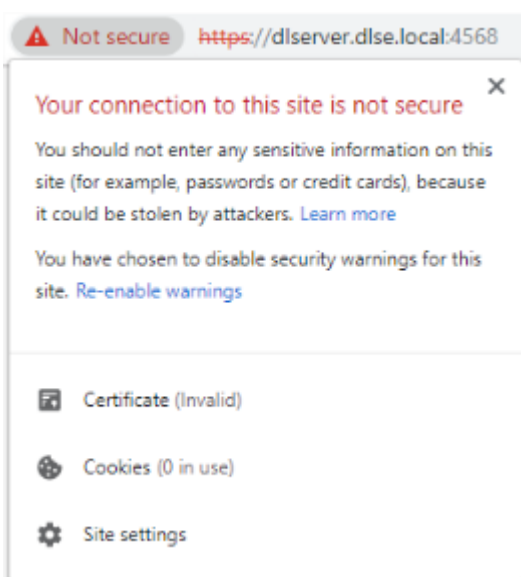 Not secure https://dlserver.dlse.local:4568
Your connection to this site is not secure
You should not enter any sensitive information on this
site (for example, passwords or credit cards), because
it could be stolen by attackers. Learn more
You have chosen to disable security warnings for this
site. Re-enable warnings
Certificate (Invalid)
Cookies (0 in use)
Site settings